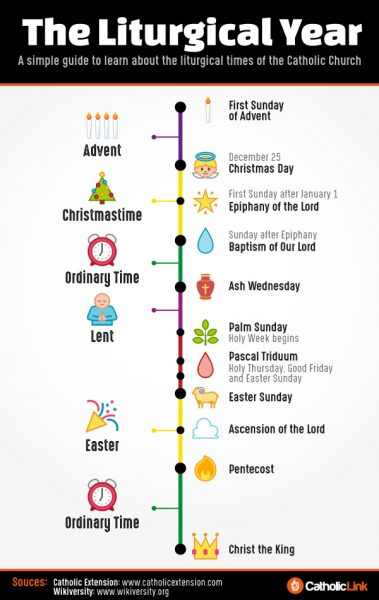 The Liturgical Year
A simple guide to learn about the liturgical times of the Catholic Church
First Sunday
of Advent
Advent
December 25
Christmas Day
Christmastime
First Sunday after January 1
Epiphany of the Lord
Sunday after Epiphany
Baptism of Our Lord
Ordinary Time
Ash Wednesday
Lent
Palm Sunday
Holy Week begins
Pascal Triduum
Holy Thursday, Good Friday
and Easter Sunday
Easter Sunday
Easter
Ascension of the Lord
Pentecost
Ordinary Time
Christ the King
Souces: Catholic Extension: www.catholicextension.com
Wikiversity: www.wikiversity.org
CatholicLink